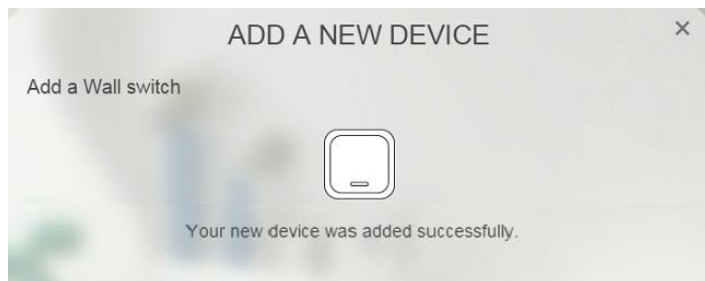 ADD A NEW DEVICE
Add a Wall switch
Your new device was added successfully.